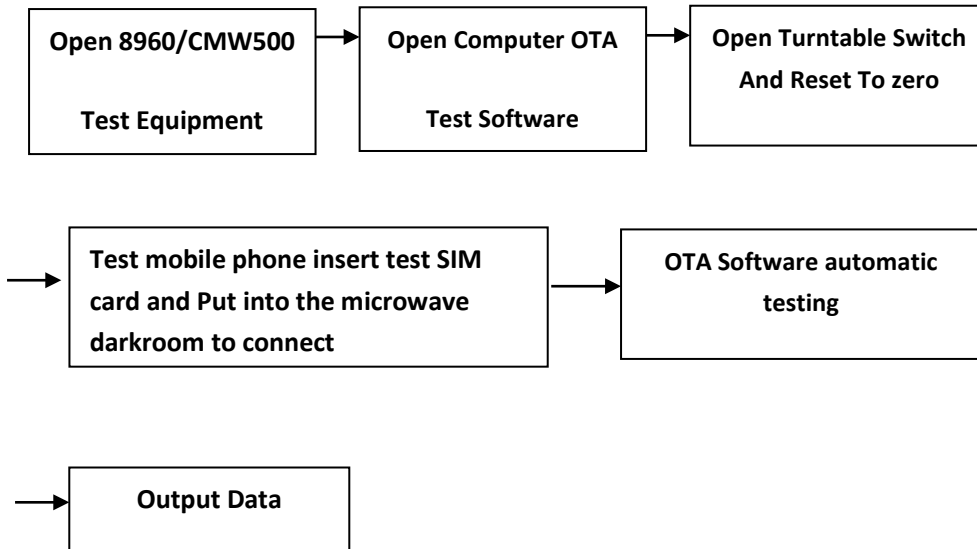 Open 8960/CMW500
Test Equipment
Open Computer OTA
Test Software
Open Turntable Switch
And Reset To zero
Test mobile phone insert test SIM
card and Put into the microwave
darkroom to connect
OTA Software automatic
testing
Output Data